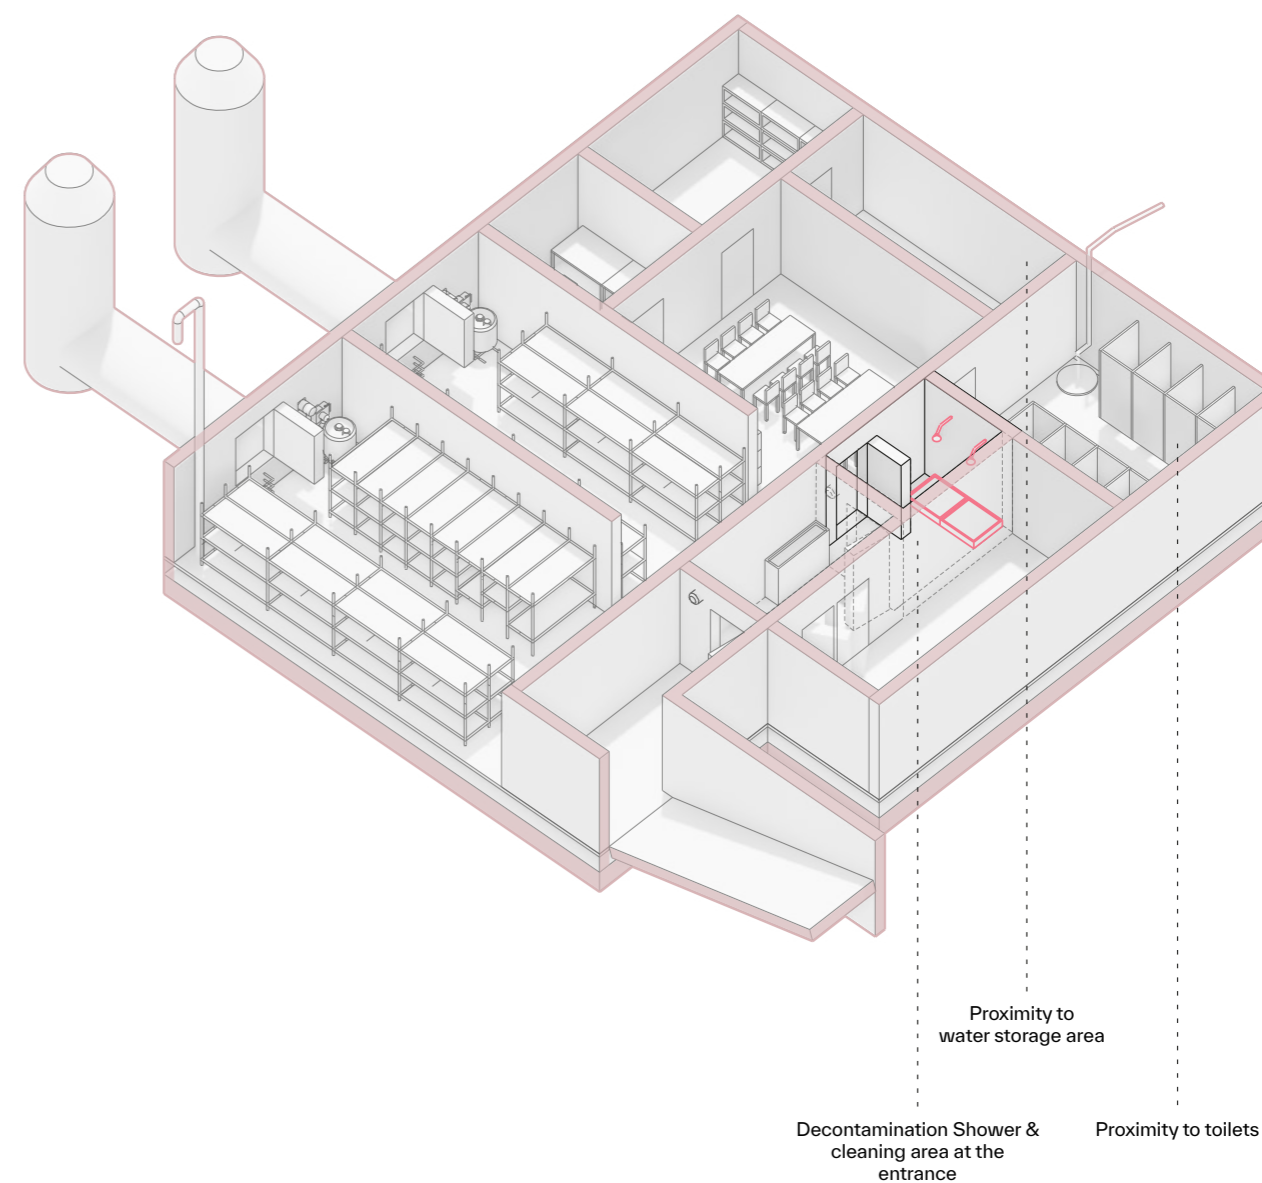 Proximity to
water storage area
Decontamination Shower &
cleaning area at the
entrance
Proximity to toilets